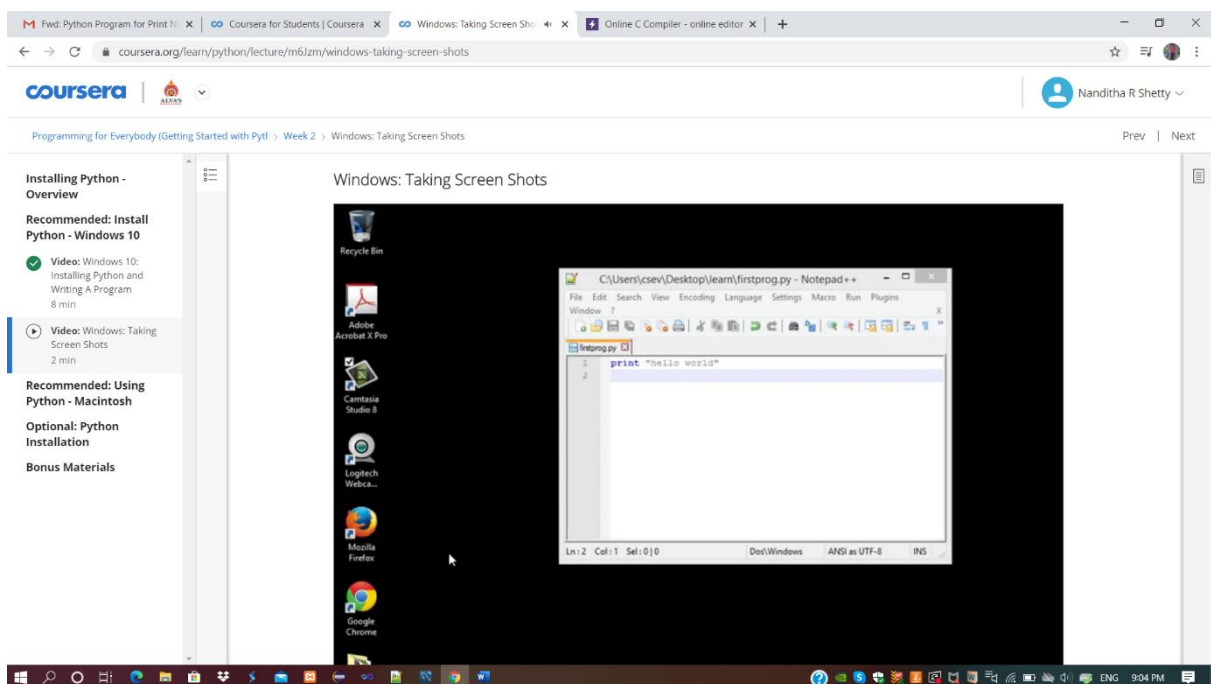 Fwd: Python Program for Print N
Coursera for Students | Coursera
Windows: Taking Screen Sho
Online C Compiler - online editor
coursera.org/learn/python/lecture/m6Jzm/windows-taking-screen-shots
coursera
ALVA'S
Nanditha R Shetty
Programming for Everybody (Getting Started with Pytl > Week 2 > Windows: Taking Screen Shots
Prev | Next
Installing Python -
Overview
Recommended: Install
Python - Windows 10
Video: Windows 10:
Installing Python and
Writing A Program
8 min
Video: Windows: Taking
Screen Shots
2 min
Recommended: Using
Python - Macintosh
Optional: Python
Installation
Bonus Materials
Windows: Taking Screen Shots
Recycle Bin
Adobe
Acrobat X Pro
Camtasia
Studio 8
Logitech
Webca...
Mozilla
Firefox
Google
Chrome
C:\Users\csev\Desktop\learn\firstprog.py - Notepad++
File Edit Search View Encoding Language Settings Macro Run Plugins
Window ? X
firstprog.py
1 print "hello world"
2
Ln:2 Col:1 Sel:0|0 Dos\Windows ANSI as UTF-8 INS
ENG 9:04 PM